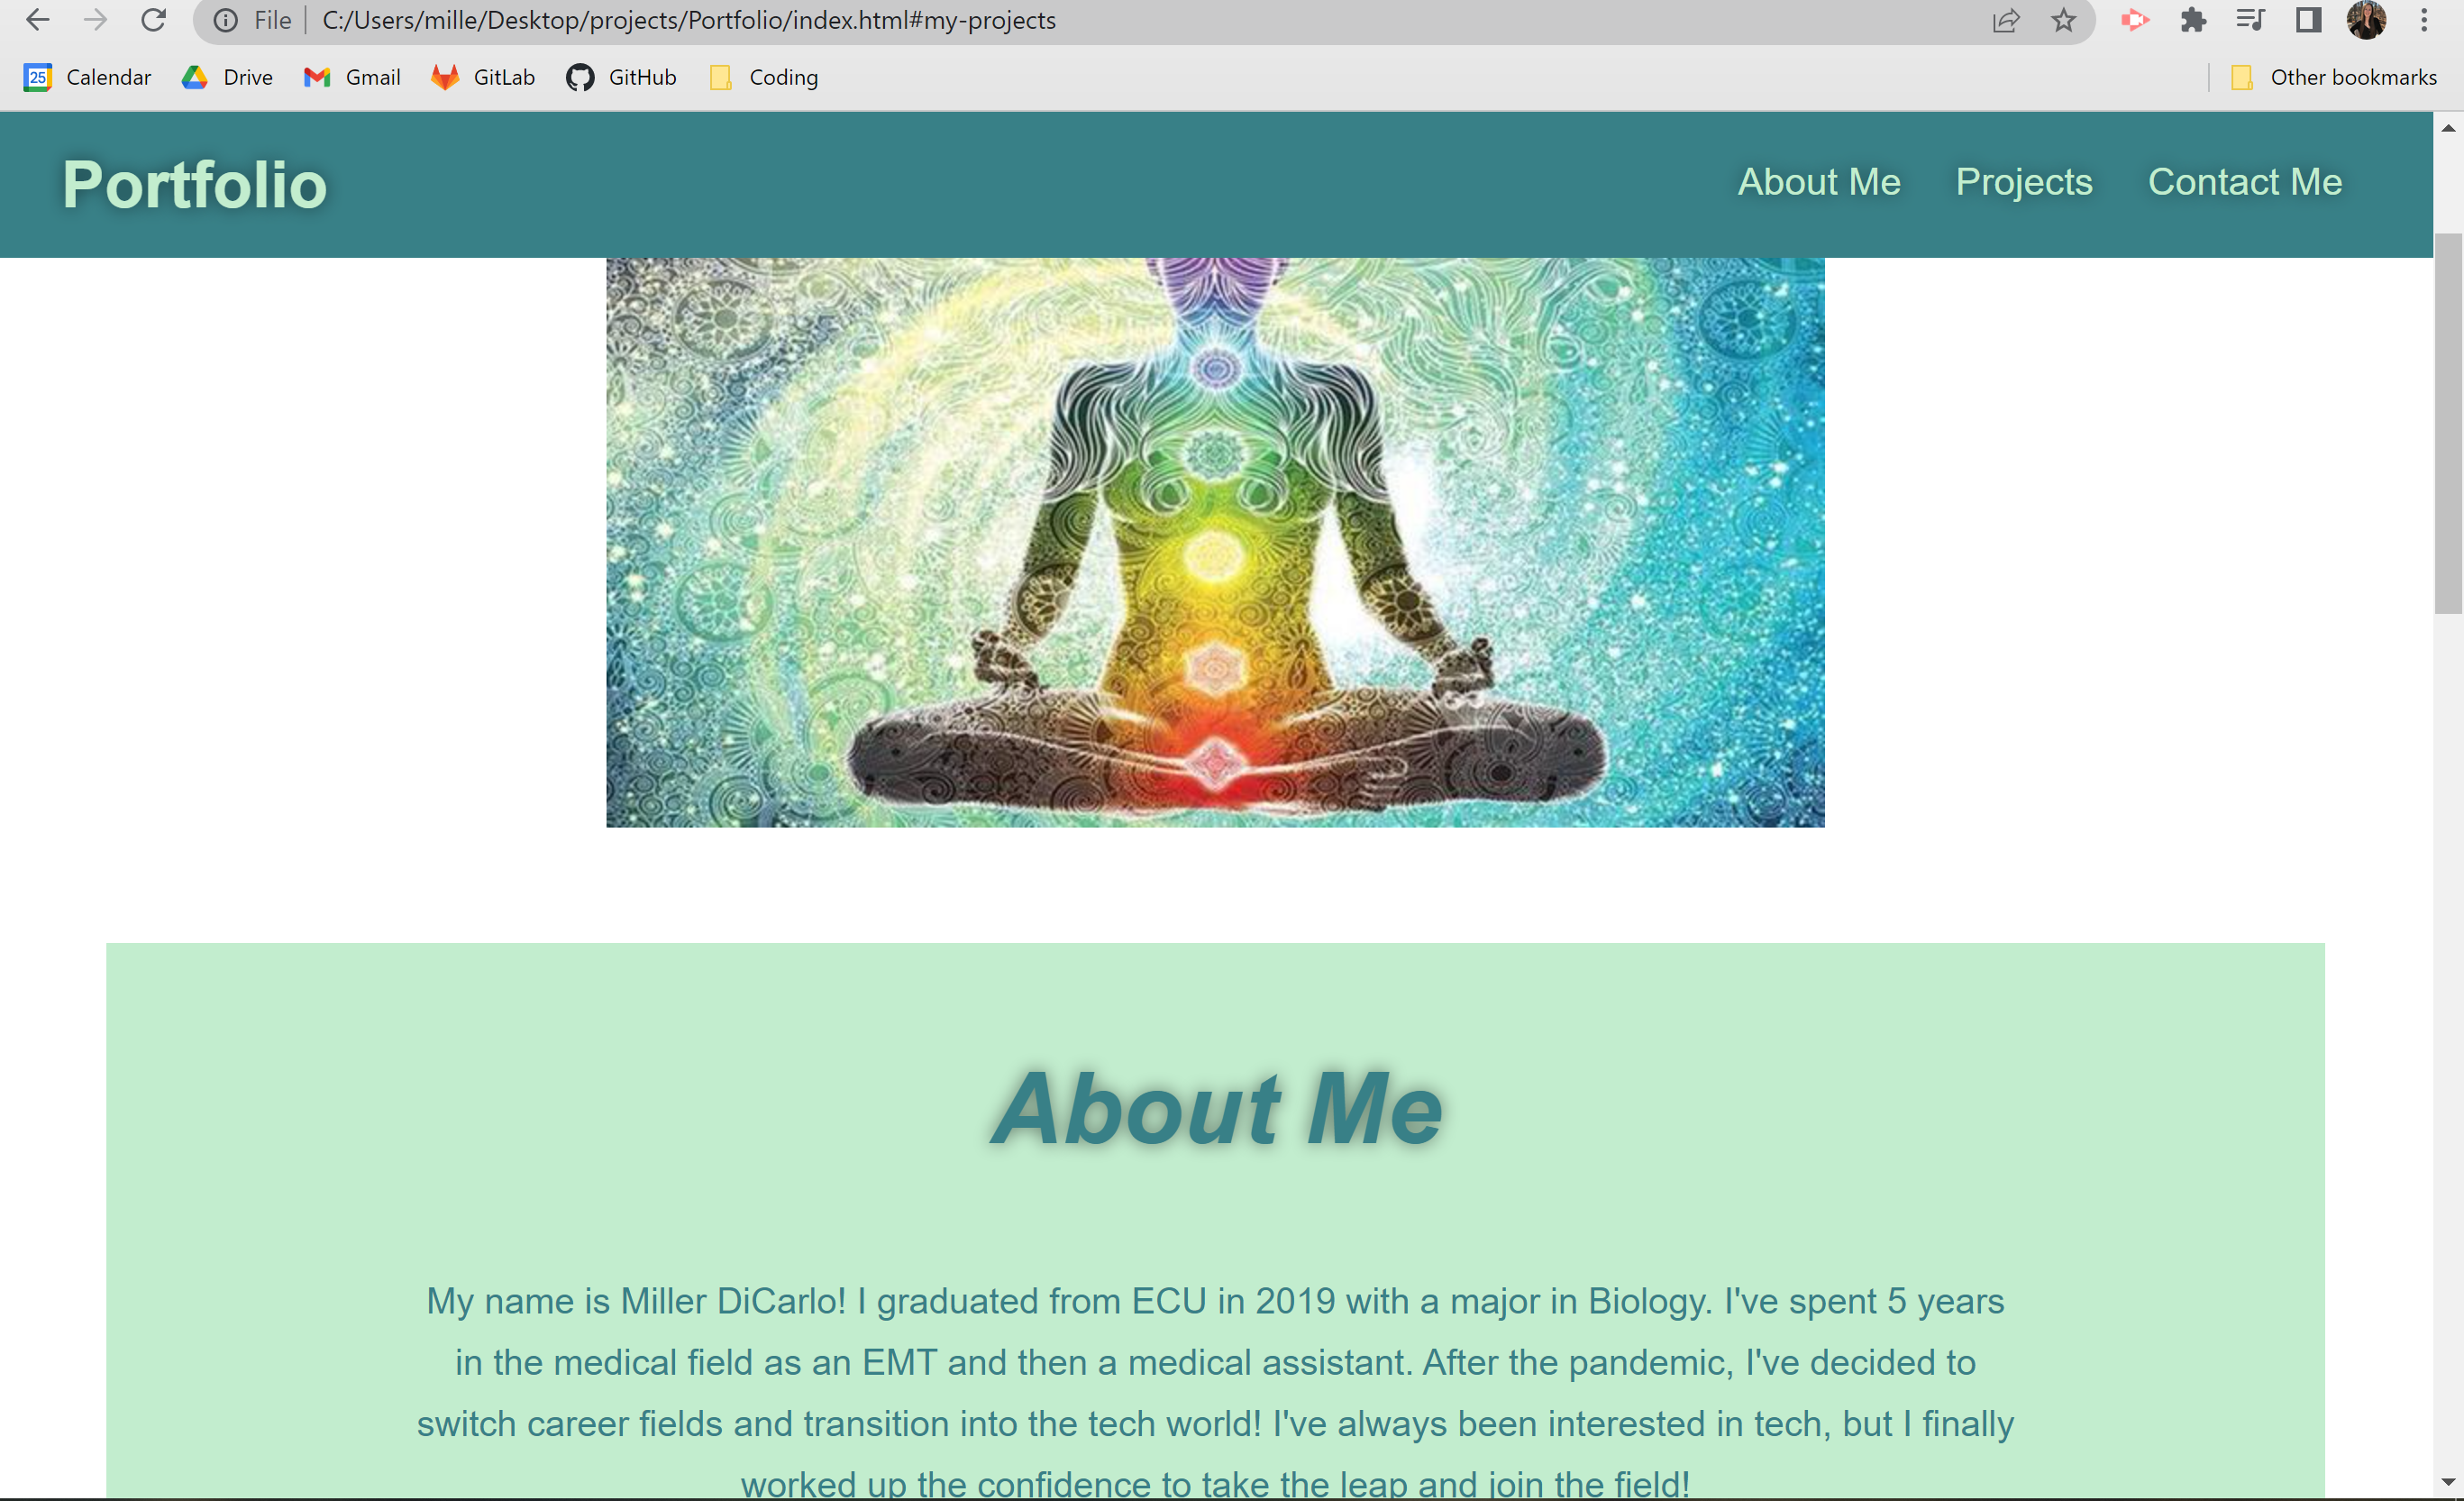 File C:/Users/mille/Desktop/projects/Portfolio/index.html#my-projects
25 Calendar Drive Gmail GitLab GitHub Coding Other bookmarks
Portfolio About Me Projects Contact Me
About Me
My name is Miller DiCarlo! I graduated from ECU in 2019 with a major in Biology. I've spent 5 years
in the medical field as an EMT and then a medical assistant. After the pandemic, I've decided to
switch career fields and transition into the tech world! I've always been interested in tech, but I finally
worked up the confidence to take the leap and join the field!